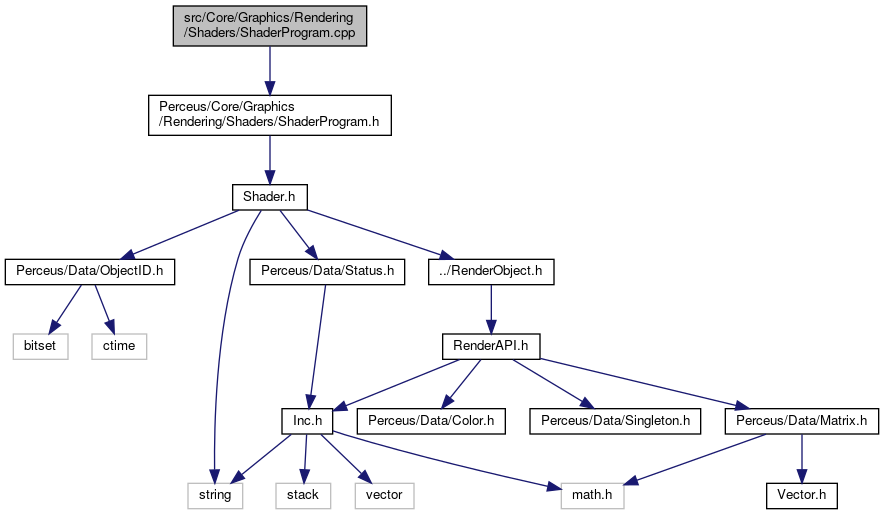 src/Core/Graphics/Rendering
/Shaders/ShaderProgram.cpp
Perceus/Core/Graphics
/Rendering/Shaders/ShaderProgram.h
Shader.h
Perceus/Data/ObjectID.h
Perceus/Data/Status.h
../RenderObject.h
bitset
ctime
RenderAPI.h
Inc.h
Perceus/Data/Color.h
Perceus/Data/Singleton.h
Perceus/Data/Matrix.h
string
stack
vector
math.h
Vector.h